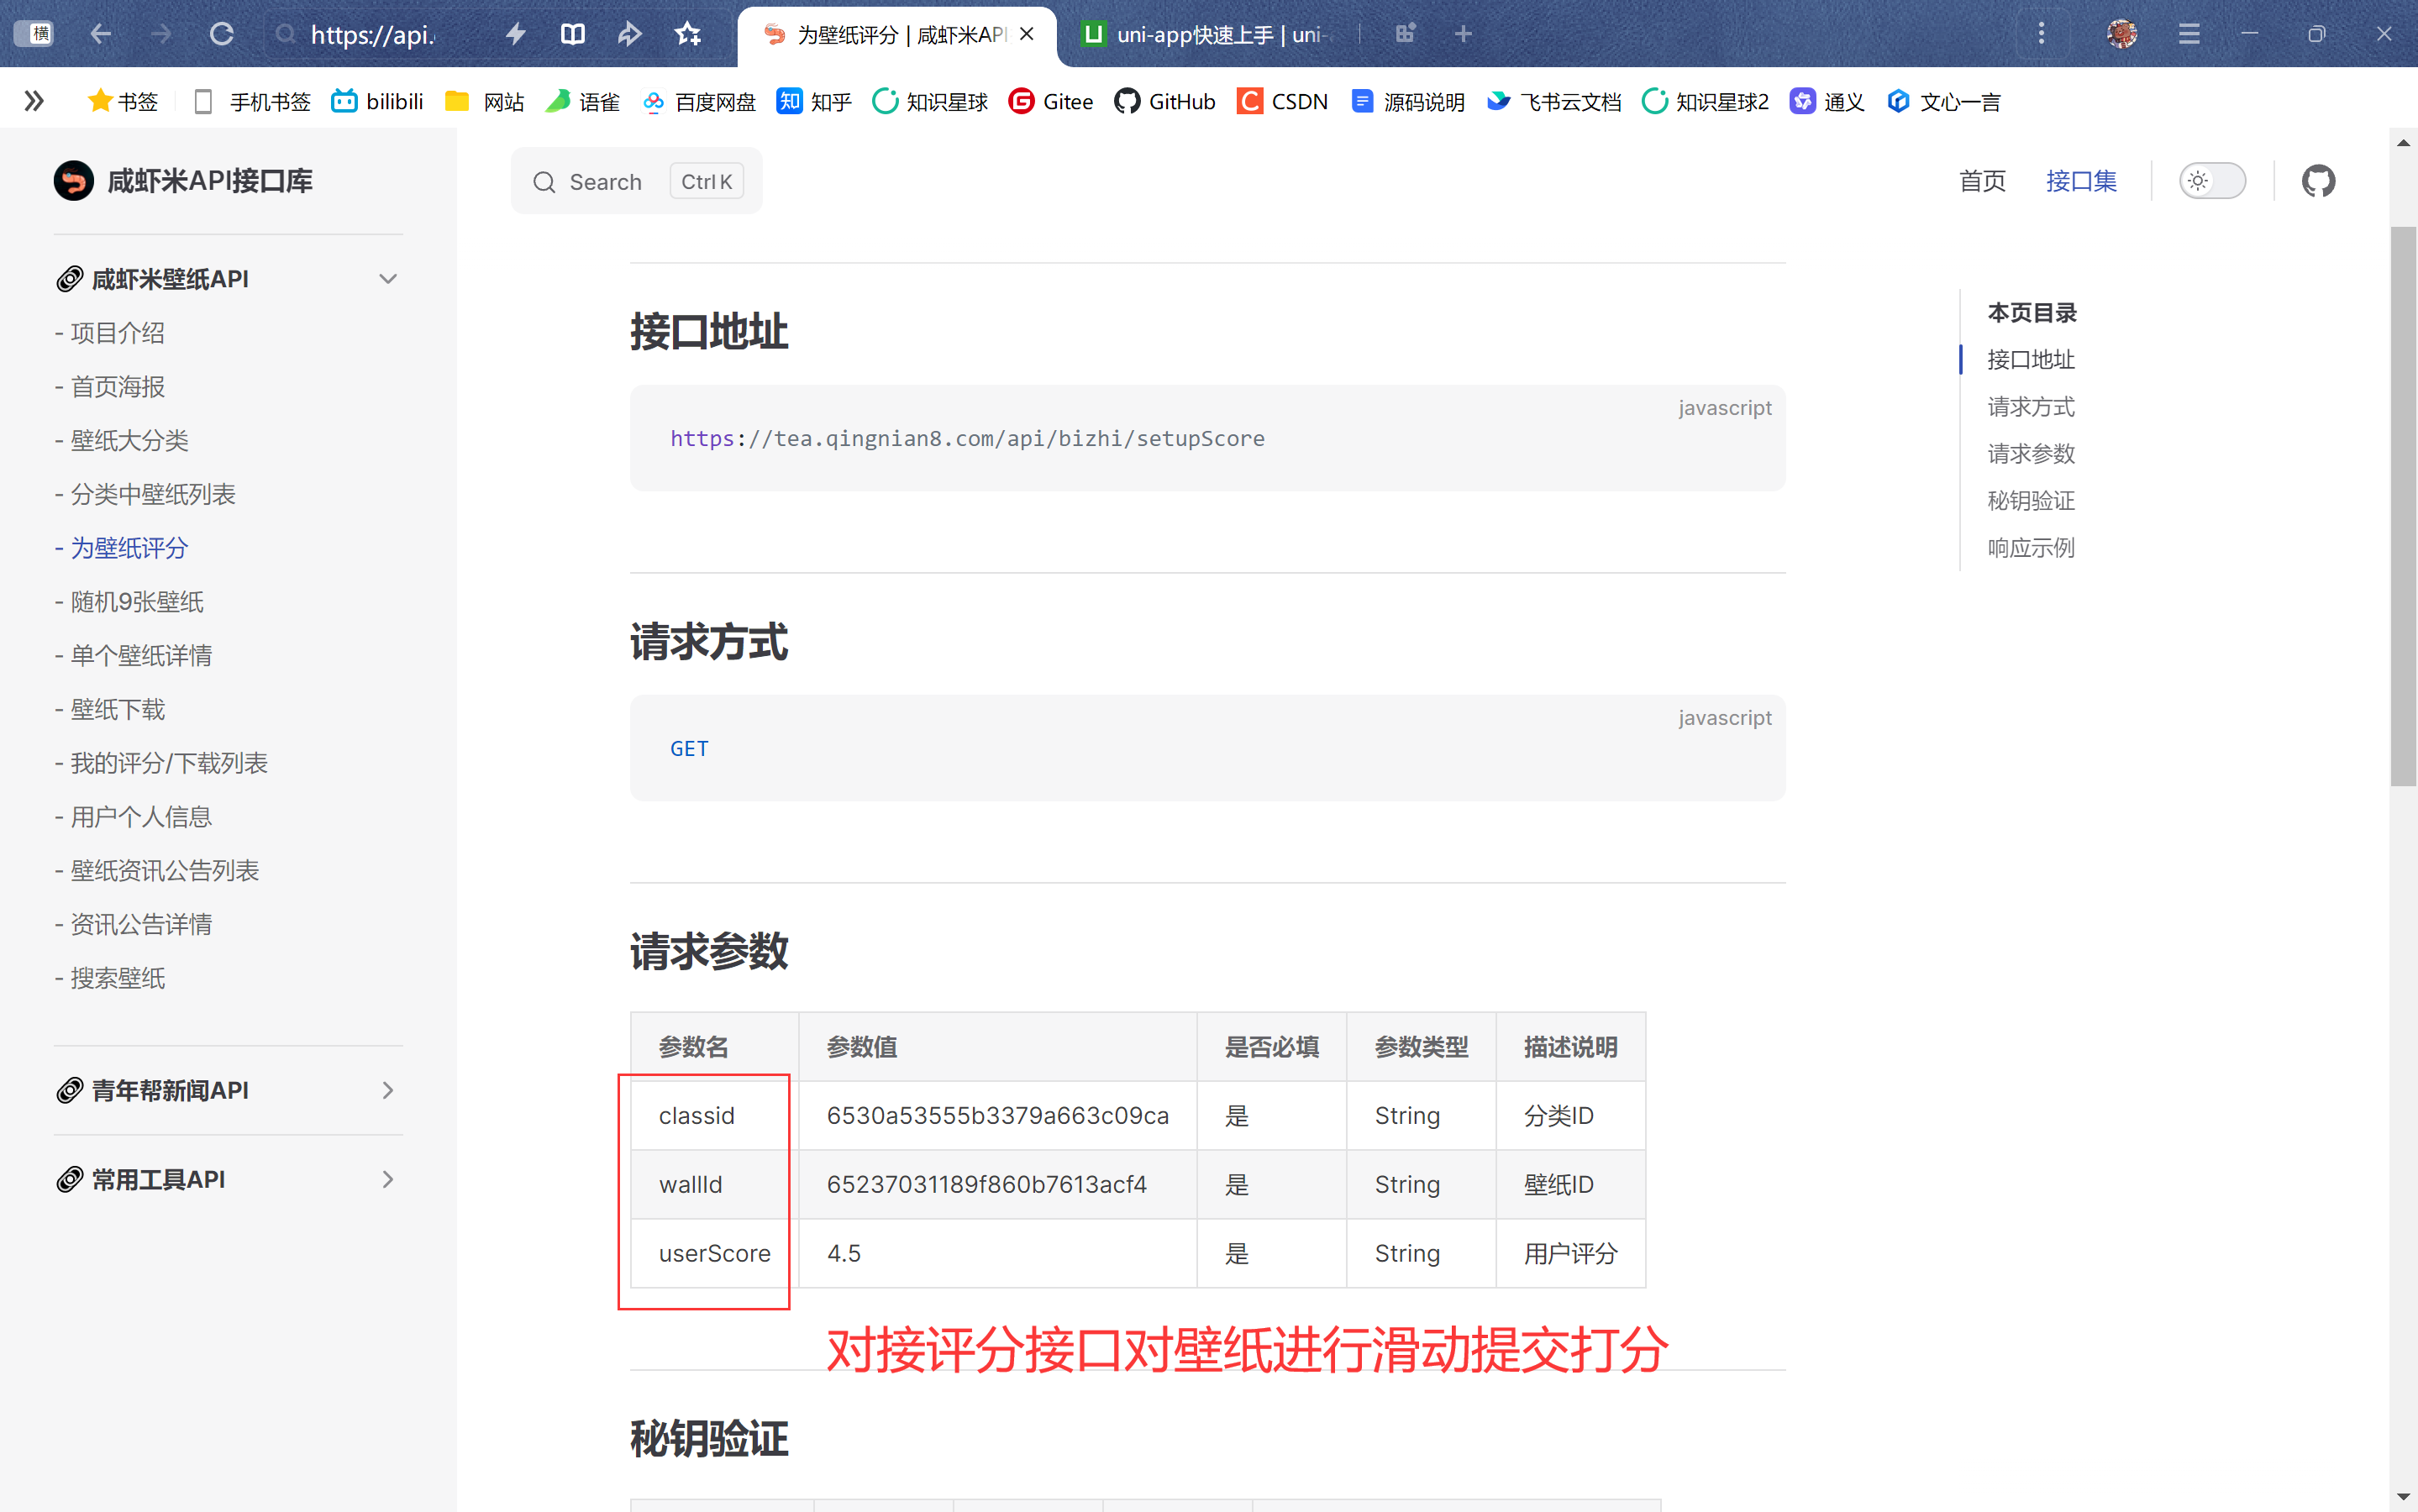 横
https://api.
为壁纸评分 | 咸虾米API
uni-app快速上手 | uni-
书签
手机书签
bilibili
网站
语雀
百度网盘
知
知乎
知识星球
Gitee
GitHub
CSDN
源码说明
飞书云文档
知识星球2
通义
文心一言
咸虾米API接口库
Search
Ctrl K
首页
接口集
咸虾米壁纸API
- 项目介绍
- 首页海报
- 壁纸大分类
- 分类中壁纸列表
- 为壁纸评分
- 随机9张壁纸
- 单个壁纸详情
- 壁纸下载
- 我的评分/下载列表
- 用户个人信息
- 壁纸资讯公告列表
- 资讯公告详情
- 搜索壁纸
青年帮新闻API
常用工具API
接口地址
javascript
https://tea.qingnian8.com/api/bizhi/setupScore
请求方式
javascript
GET
请求参数
参数名 参数值 是否必填 参数类型 描述说明
classid 6530a53555b3379a663c09ca 是 String 分类ID
wallId 65237031189f860b7613acf4 是 String 壁纸ID
userScore 4.5 是 String 用户评分
对接评分接口对壁纸进行滑动提交打分
秘钥验证
本页目录
接口地址
请求方式
请求参数
秘钥验证
响应示例